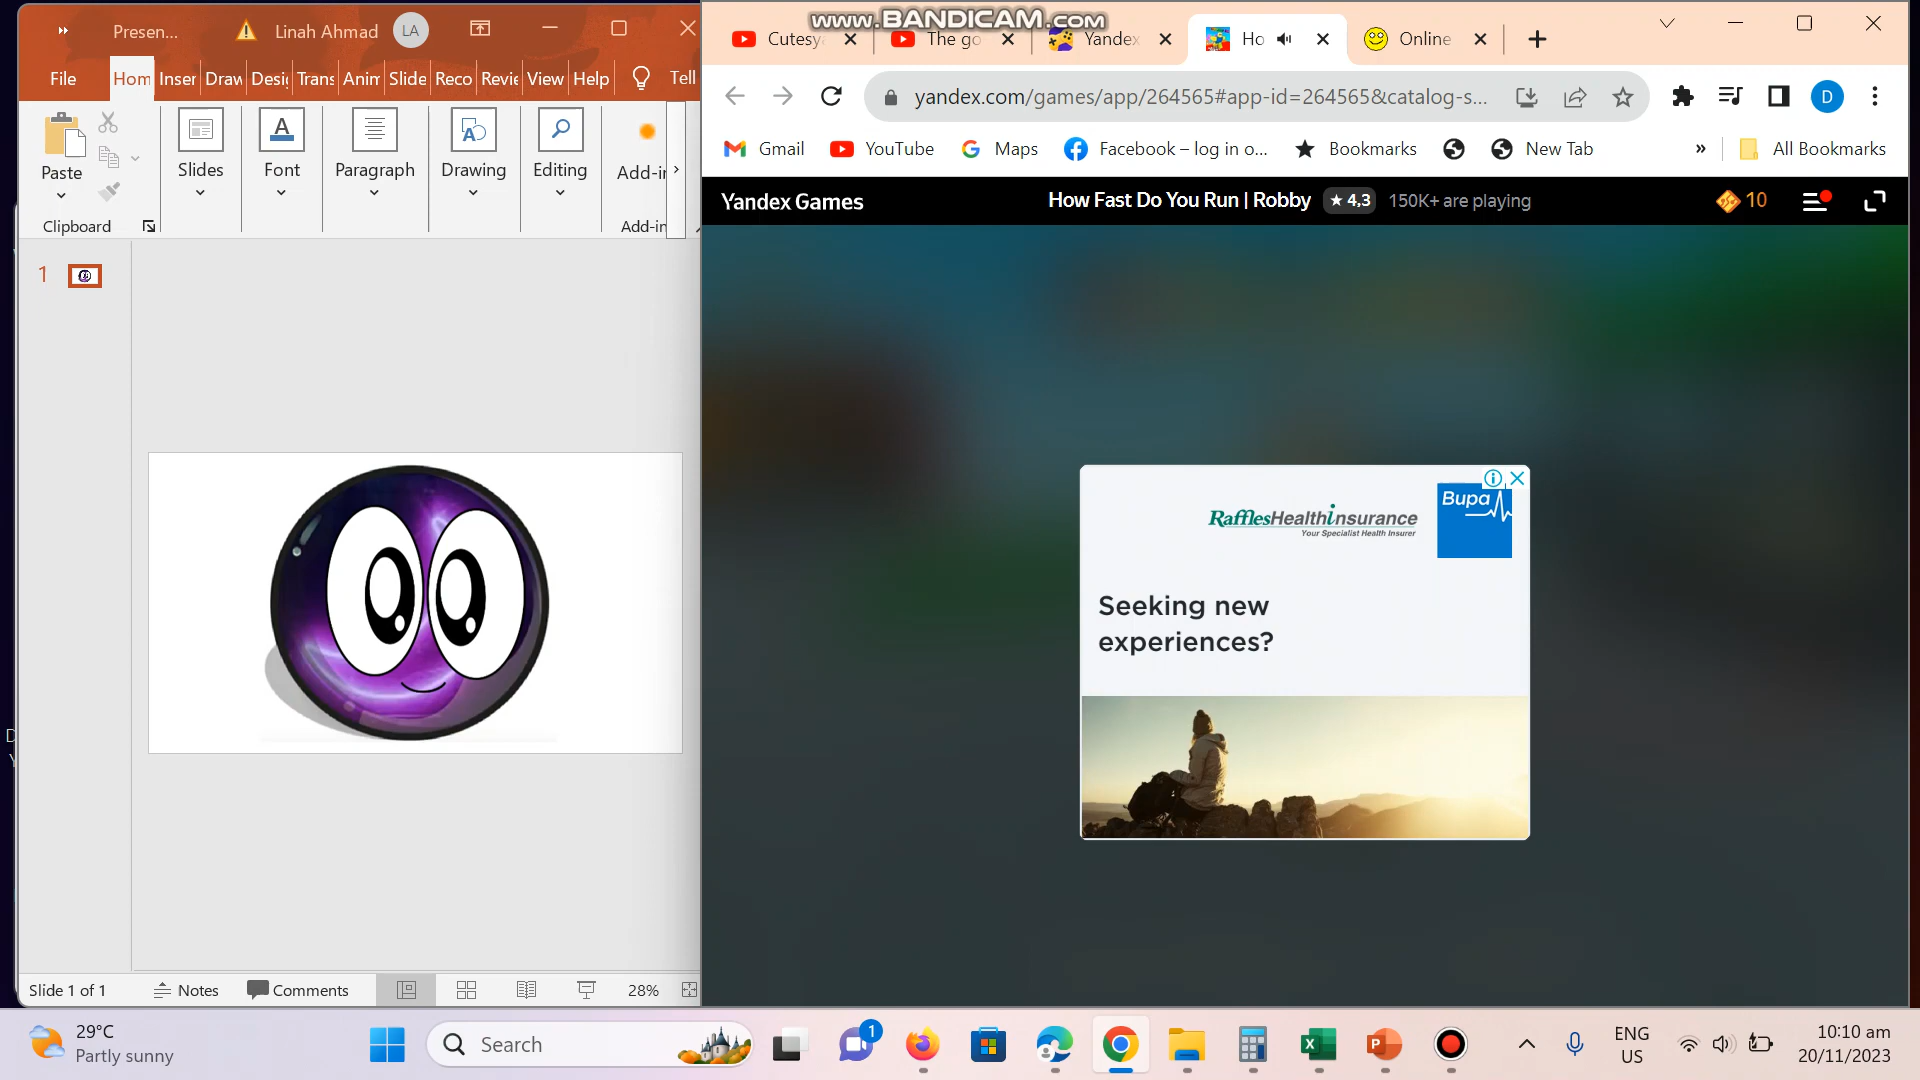 www.BANDICAM.com
Presen...
Linah Ahmad
LA
File
Hom
Inser
Draw
Desi
Trans
Anim
Slide
Reco
Revie
View
Help
Tell
Paste
Slides
Font
Paragraph
Drawing
Editing
Add-in
Clipboard
Add-in
1
Slide 1 of 1
Notes
Comments
28%
Cutesy
The go
Yandex
Ho
Online
yandex.com/games/app/264565#app-id=264565&catalog-s...
D
Gmail
YouTube
Maps
Facebook – log in o...
Bookmarks
New Tab
»
All Bookmarks
Yandex Games
How Fast Do You Run | Robby
★ 4,3
150K+ are playing
10
RafflesHealthinsurance
Your Specialist Health Insurer
Bupa
Seeking new
experiences?
29°C
Partly sunny
Search
1
ENG
US
10:10 am
20/11/2023